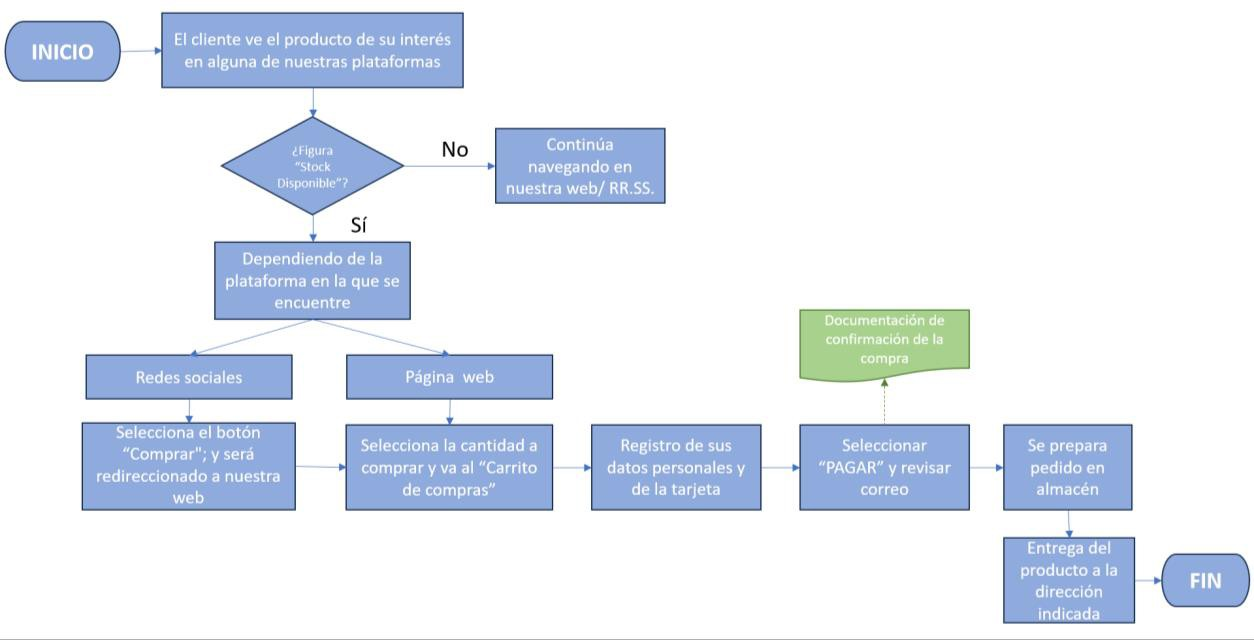 INICIO
El cliente ve el producto de su interés
en alguna de nuestras plataformas
¿Figura
“Stock
Disponible”?
No
Continúa
navegando en
nuestra web/ RR.SS.
Sí
Dependiendo de la
plataforma en la que se
encuentre
Redes sociales
Página web
Selecciona el botón
“Comprar"; y será
redireccionado a nuestra
web
Selecciona la cantidad a
comprar y va al “Carrito
de compras”
Registro de sus
datos personales y
de la tarjeta
Documentación de
confirmación de la
compra
Seleccionar
“PAGAR” y revisar
correo
Se prepara
pedido en
almacén
Entrega del
producto a la
dirección
indicada
FIN